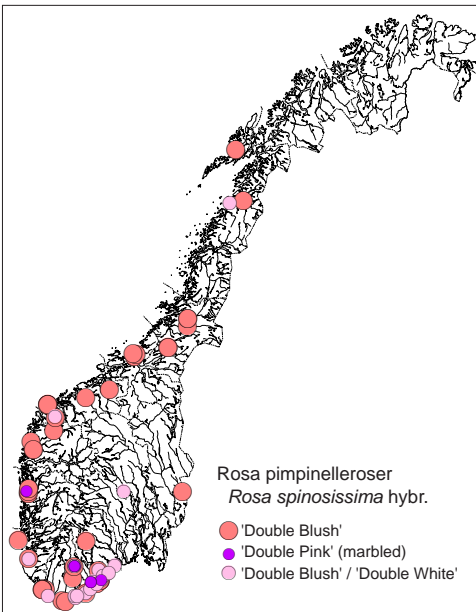 Rosa pimpinelleroser
Rosa spinosissima hybr.
'Double Blush'
'Double Pink' (marbled)
'Double Blush' / 'Double White'